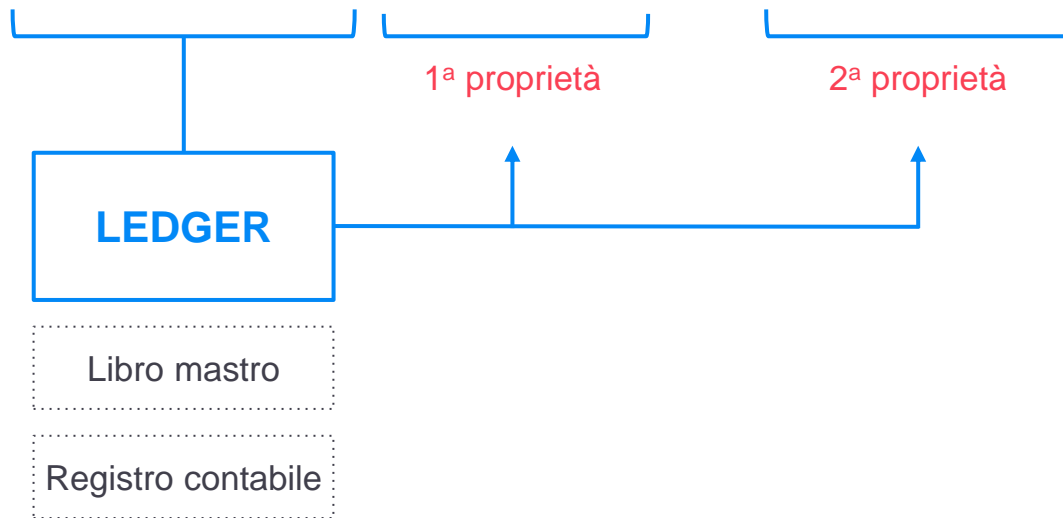 1ª proprietà
2ª proprietà
LEDGER
Libro mastro
Registro contabile